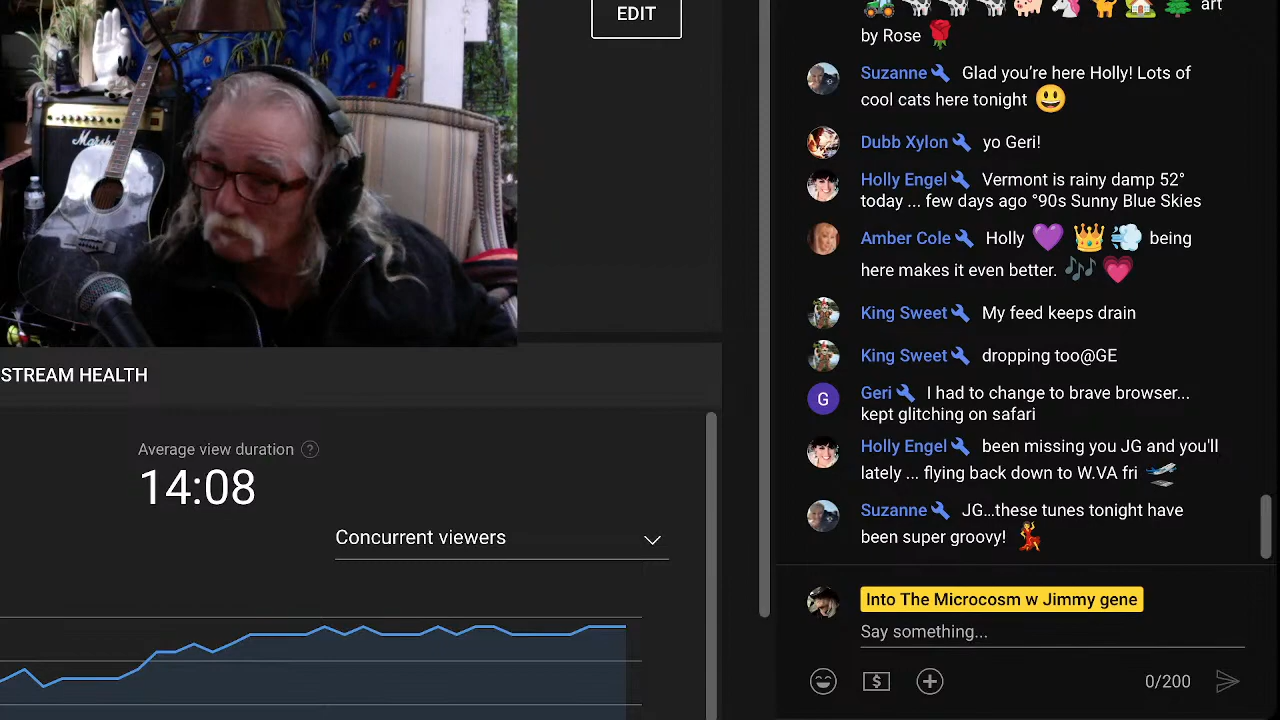 EDIT
Marshall
STREAM HEALTH
Average view duration ?
14:08
Concurrent viewers
art
by Rose
Suzanne Glad you’re here Holly! Lots of
cool cats here tonight
Dubb Xylon yo Geri!
Holly Engel Vermont is rainy damp 52°
today ... few days ago °90s Sunny Blue Skies
Amber Cole Holly being
here makes it even better.
King Sweet My feed keeps drain
King Sweet dropping too@GE
G
Geri I had to change to brave browser...
kept glitching on safari
Holly Engel been missing you JG and you'll
lately ... flying back down to W.VA fri
Suzanne JG...these tunes tonight have
been super groovy!
Into The Microcosm w Jimmy gene
Say something...
$
0/200